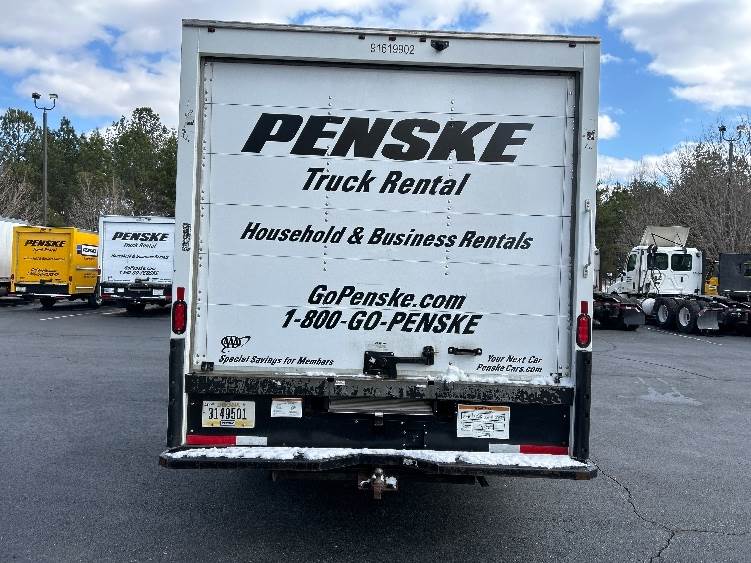 91619902
PENSKE
Truck Rental
Household & Business Rentals
GoPenske.com
1-800-GO-PENSKE
AAA
Special Savings for Members
Your Next Car
PenskeCars.com
INDIANA
3149501
PENSKE
PENSKE
Truck Rental